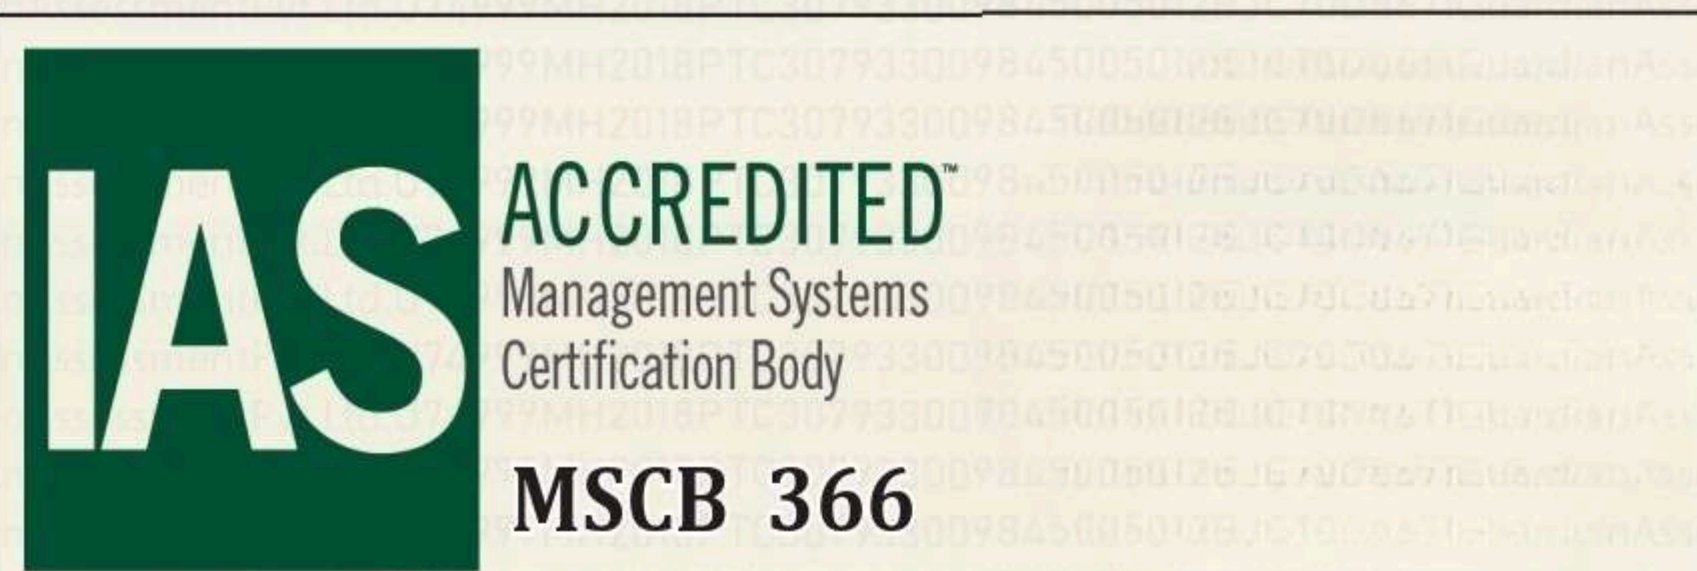 IAS
ACCREDITED™
Management Systems
Certification Body
MSCB 366